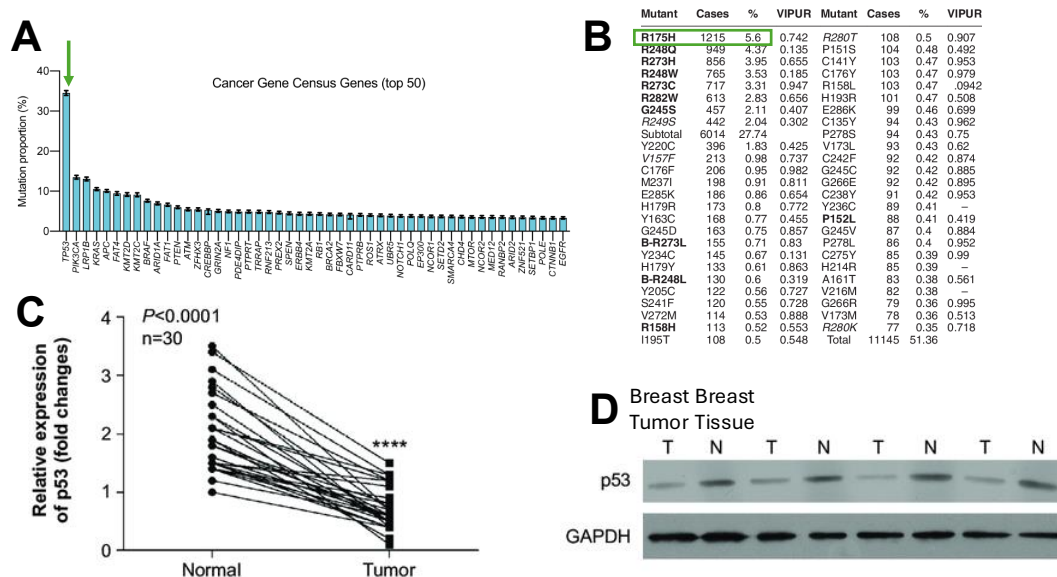 A
Cancer Gene Census Genes (top 50)
Mutation proportion (%)
40
30
20
10
0
TP53
PIK3CA
LRP1B
KRAS
APC
FAT4
KMT2D
KMT2C
BRAF
ARID1A
FAT1
PTEN
ATM
ZFHX3
CREBBP
GRIN2A
NF1
PDE4DIP
PTPRT
TRRAP
RNF213
PREX2
SPEN
ERBB4
KMT2A
RB1
BRCA2
FBXW7
CARD11
PTPRB
ROS1
ATRX
UBR5
NOTCH1
POLQ
EP300
NCOR1
SETD2
SMARCA4
CHD4
MTOR
NCOR2
MED12
RANBP2
ARID2
ZNF521
SETBP1
POLE
CTNNB1
EGFR
B
Mutant Cases % VIPUR Mutant Cases % VIPUR
R175H 1215 5.6 0.742 R280T 108 0.5 0.907
R248Q 949 4.37 0.135 P151S 104 0.48 0.492
R273H 856 3.95 0.655 C141Y 103 0.47 0.953
R248W 765 3.53 0.185 C176Y 103 0.47 0.979
R273C 717 3.31 0.947 R158L 103 0.47 .0942
R282W 613 2.83 0.656 H193R 101 0.47 0.508
G245S 457 2.11 0.407 E286K 99 0.46 0.699
R249S 442 2.04 0.302 C135Y 94 0.43 0.962
Subtotal 6014 27.74 P278S 94 0.43 0.75
Y220C 396 1.83 0.425 V173L 93 0.43 0.62
V157F 213 0.98 0.737 C242F 92 0.42 0.874
C176F 206 0.95 0.982 G245C 92 0.42 0.885
M237I 198 0.91 0.811 G266E 92 0.42 0.895
E285K 186 0.86 0.654 C238Y 91 0.42 0.953
H179R 173 0.8 0.772 Y236C 89 0.41 –
Y163C 168 0.77 0.455 P152L 88 0.41 0.419
G245D 163 0.75 0.857 G245V 87 0.4 0.884
B-R273L 155 0.71 0.83 P278L 86 0.4 0.952
Y234C 145 0.67 0.131 C275Y 85 0.39 0.99
H179Y 133 0.61 0.863 H214R 85 0.39 –
B-R248L 130 0.6 0.319 A161T 83 0.38 0.561
Y205C 122 0.56 0.727 V216M 82 0.38 –
S241F 120 0.55 0.728 G266R 79 0.36 0.995
V272M 114 0.53 0.888 V173M 78 0.36 0.513
R158H 113 0.52 0.553 R280K 77 0.35 0.718
I195T 108 0.5 0.548 Total 11145 51.36
C
P<0.0001
n=30
Relative expression
of p53 (fold changes)
4
3
2
1
0
****
Normal Tumor
D
Breast Breast
Tumor Tissue
T N T N T N T N
p53
GAPDH